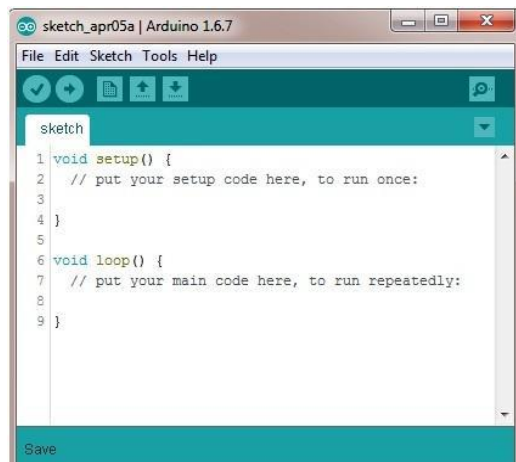 sketch_apr05a | Arduino 1.6.7
File Edit Sketch Tools Help
sketch
1 void setup() {
2 // put your setup code here, to run once:
3
4 }
5
6 void loop() {
7 // put your main code here, to run repeatedly:
8
9 }
Save